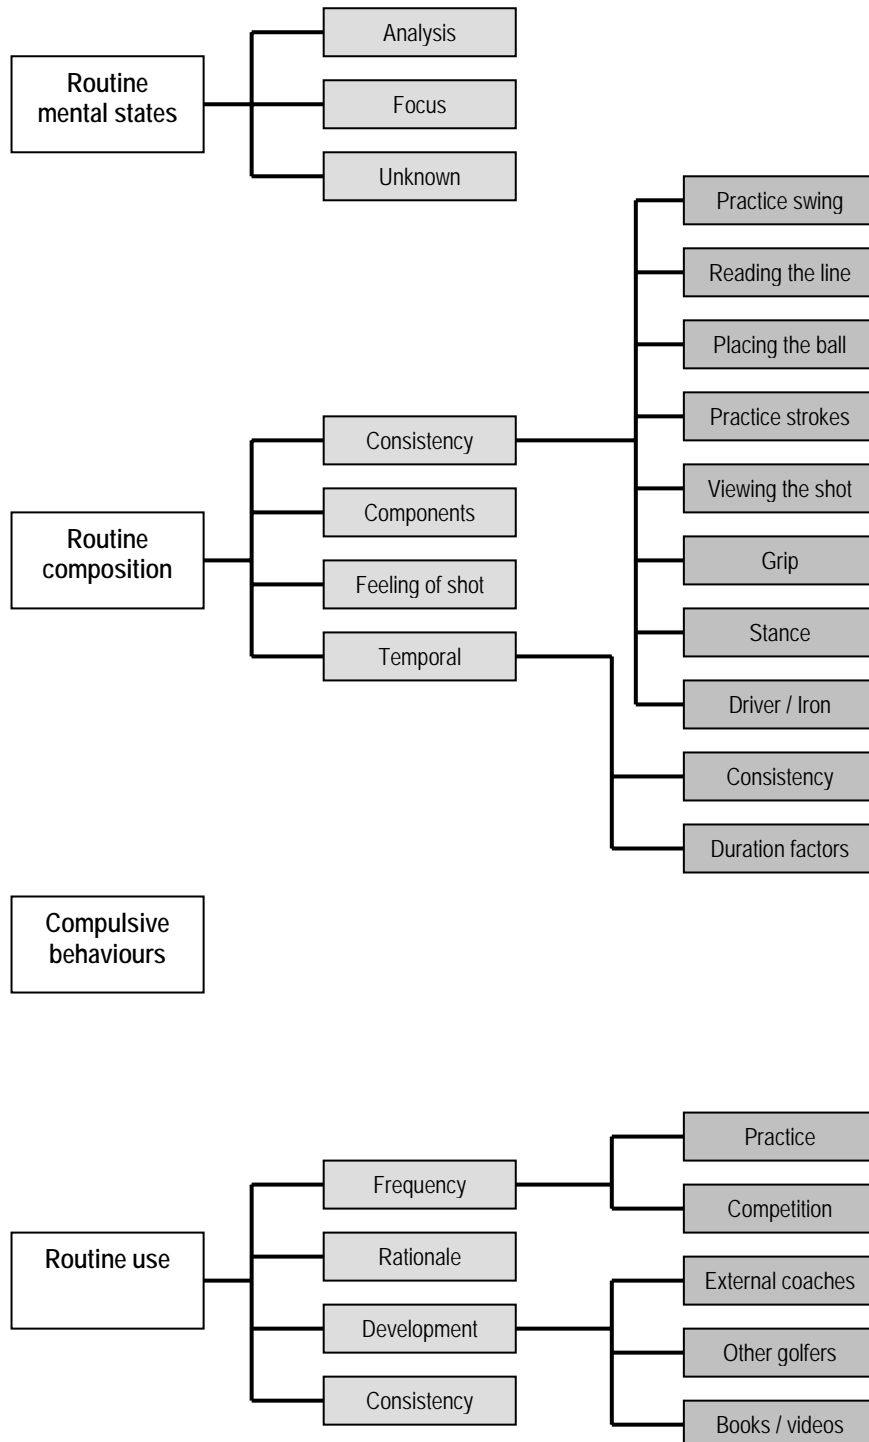 Analysis
Routine
mental states
Focus
Unknown
Practice swing
Reading the line
Placing the ball
Practice strokes
Consistency
Viewing the shot
Components
Routine
composition
Grip
Feeling of shot
Stance
Temporal
Driver / Iron
Consistency
Duration factors
Compulsive
behaviours
Practice
Frequency
Competition
Routine use
Rationale
External coaches
Development
Other golfers
Consistency
Books / videos